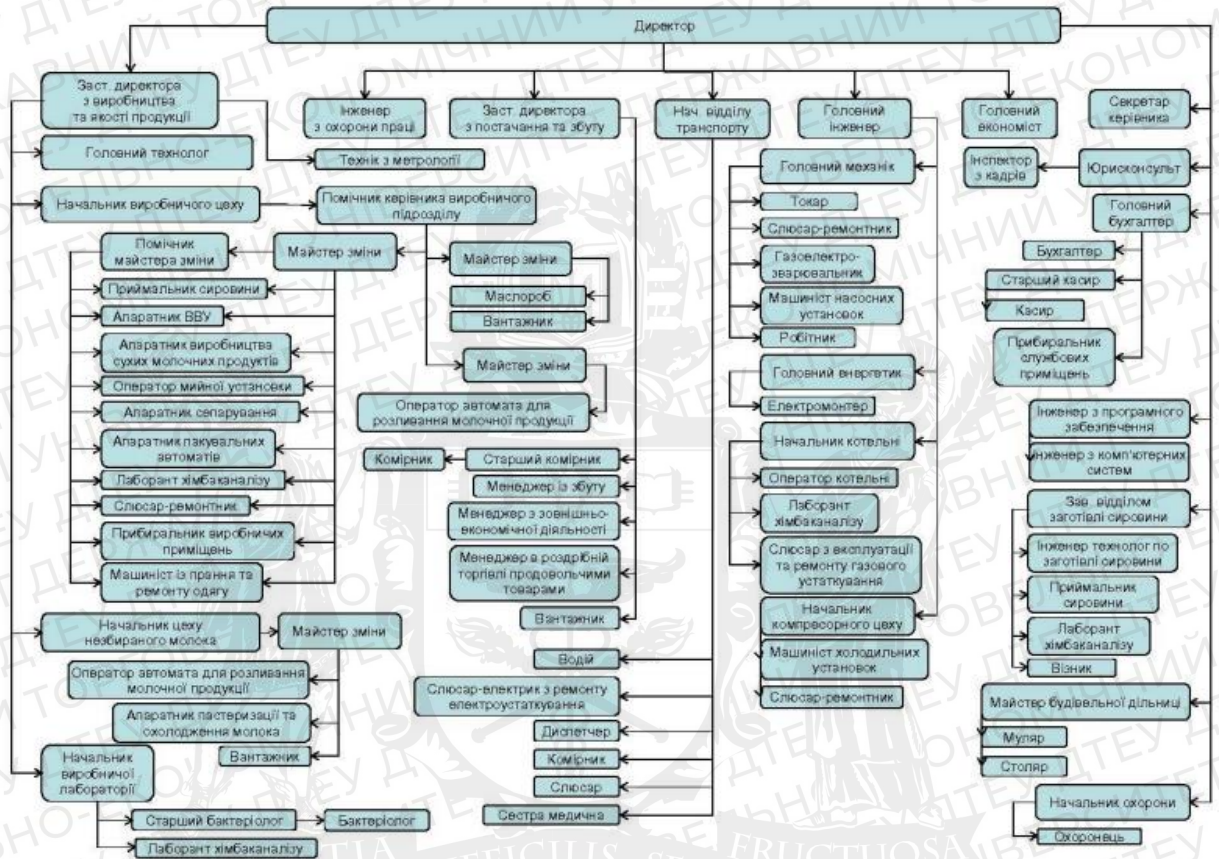 Директор
Заст. директора
з виробництва
та якості продукції
Інженер
з охорони праці
Заст. директора
з постачання та збуту
Нач. відділу
транспорту
Головний
інженер
Головний
економіст
Секретар
керівника
Головний технолог
Технік з метрології
Головний механік
Інспектор
з кадрів
Юрисконсульт
Начальник виробничого цеху
Помічник керівника виробничого
підрозділу
Токар
Головний
бухгалтер
Помічник
майстера зміни
Майстер зміни
Майстер зміни
Слюсар-ремонтник
Бухгалтер
Приймальник сировини
Маслороб
Газоелектро-
зварювальник
Старший касир
Апаратник ВВУ
Вантажник
Машиніст насосних
установок
Касир
Апаратник виробництва
сухих молочних продуктів
Майстер зміни
Робітник
Прибиральник
службових
приміщень
Оператор мийної установки
Головний енергетик
Апаратник сепарування
Оператор автомата для
розливання молочної продукції
Електромонтер
Інженер з програмного
забезпечення
Апаратник пакувальних
автоматів
Комірник
Старший комірник
Начальник котельні
Інженер з комп'ютерних
систем
Лаборант хімбаканалізу
Менеджер із збуту
Оператор котельні
Слюсар-ремонтник
Менеджер з зовнішньо-
економічної діяльності
Лаборант
хімбаканалізу
Зав. відділом
заготівлі сировини
Прибиральник виробничих
приміщень
Менеджер в роздрібній
торгівлі продовольчими
товарами
Слюсар з експлуатації
та ремонту газового
устаткування
Інженер технолог по
заготівлі сировини
Машиніст із прання та
ремонту одягу
Приймальник
сировини
Начальник цеху
незбираного молока
Майстер зміни
Вантажник
Начальник
компресорного цеху
Лаборант
хімбаканалізу
Оператор автомата для розливання
молочної продукції
Водій
Машиніст холодильних
установок
Візник
Апаратник пастеризації та
охолодження молока
Слюсар-електрик з ремонту
електроустаткування
Слюсар-ремонтник
Майстер будівельної дільниці
Вантажник
Диспетчер
Муляр
Начальник
виробничої
лабораторії
Комірник
Столяр
Слюсар
Начальник охорони
Старший бактеріолог
Бактеріолог
Сестра медична
Охоронець
Лаборант хімбаканалізу
FRUCTUOSA